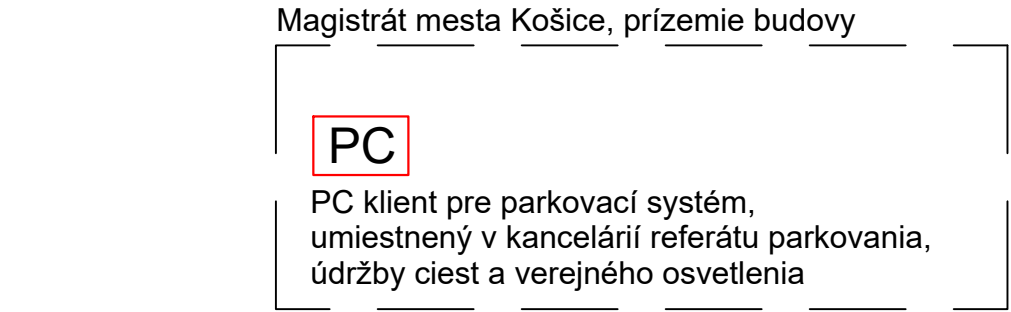 Magistrát mesta Košice, prízemie budovy
PC
PC klient pre parkovací systém,
umiestnený v kancelárií referátu parkovania,
údržby ciest a verejného osvetlenia